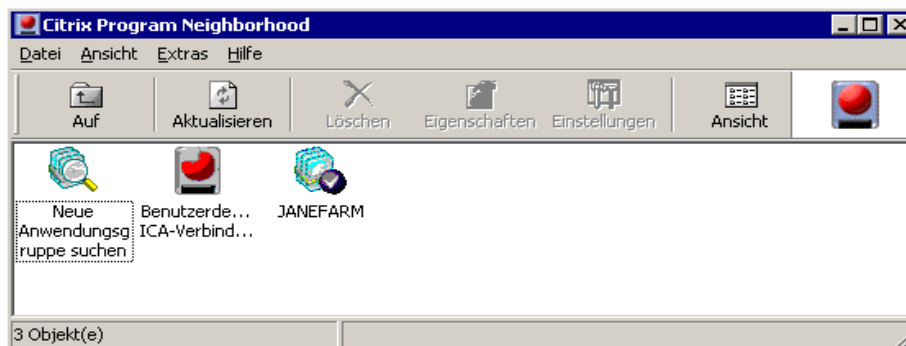 Citrix Program Neighborhood
Datei Ansicht Extras Hilfe
Auf Aktualisieren Löschen Eigenschaften Einstellungen Ansicht
Neue
Anwendungsg
ruppe suchen
Benutzerde...
ICA-Verbind...
JANEFARM
3 Objekt(e)